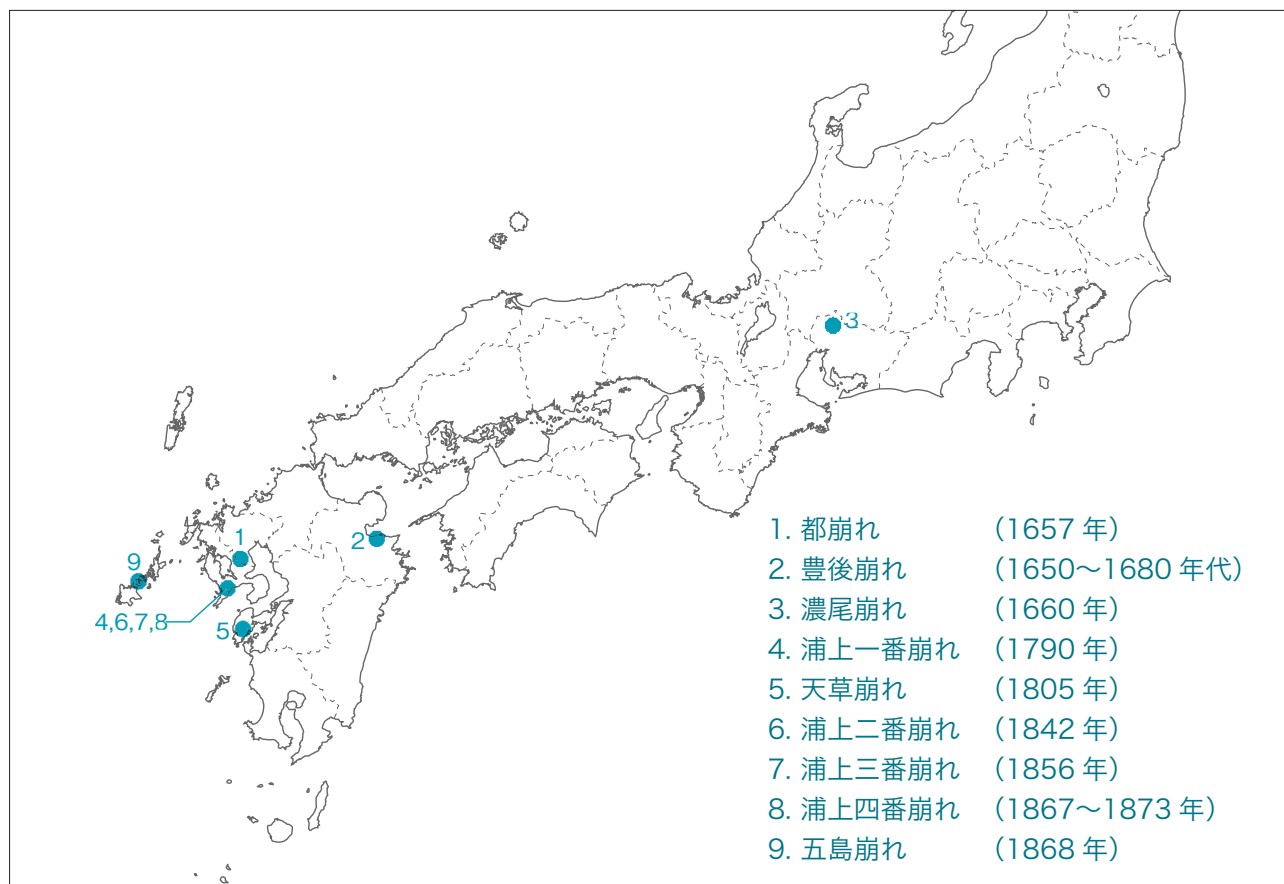 3
1
2
9
4,6,7,8
5
1. 都崩れ （1657 年）
2. 豊後崩れ （1650〜1680 年代）
3. 濃尾崩れ （1660 年）
4. 浦上一番崩れ （1790 年）
5. 天草崩れ （1805 年）
6. 浦上二番崩れ （1842 年）
7. 浦上三番崩れ （1856 年）
8. 浦上四番崩れ （1867〜1873 年）
9. 五島崩れ （1868 年）